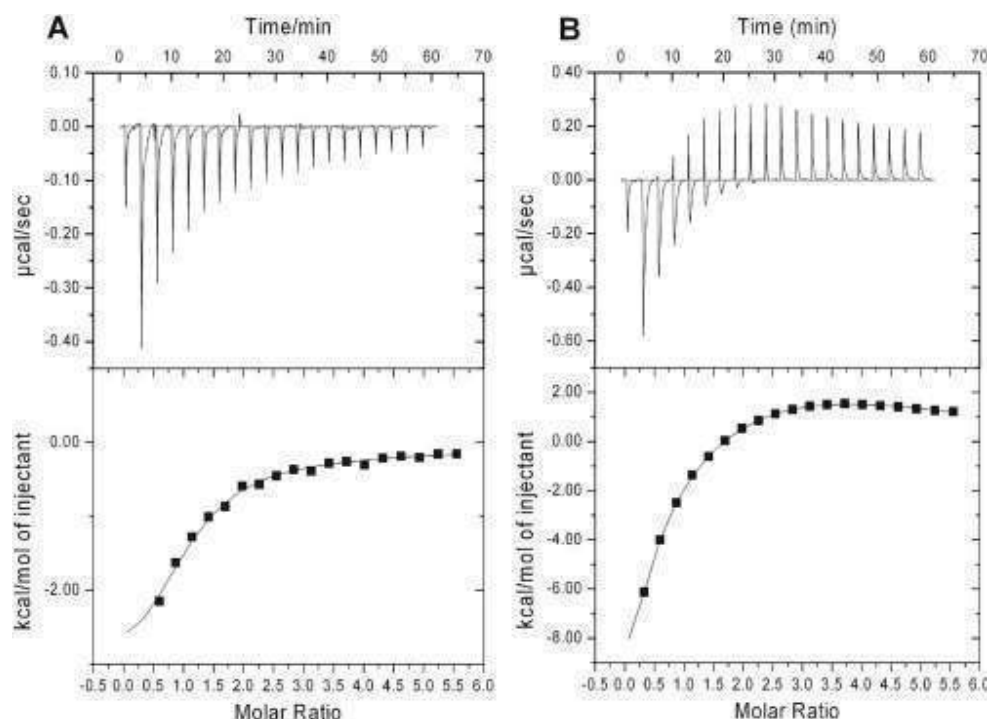 A
Time/min
0 10 20 30 40 50 60 70
0.10
0.00
-0.10
-0.20
-0.30
-0.40
µcal/sec
0.00
-2.00
kcal/mol of injectant
-0.5 0.0 0.5 1.0 1.5 2.0 2.5 3.0 3.5 4.0 4.5 5.0 5.5 6.0
Molar Ratio
B
Time (min)
0 10 20 30 40 50 60 70
0.40
0.20
0.00
-0.20
-0.40
-0.60
µcal/sec
2.00
0.00
-2.00
-4.00
-6.00
-8.00
kcal/mol of injectant
-0.5 0.0 0.5 1.0 1.5 2.0 2.5 3.0 3.5 4.0 4.5 5.0 5.5 6.0
Molar Ratio